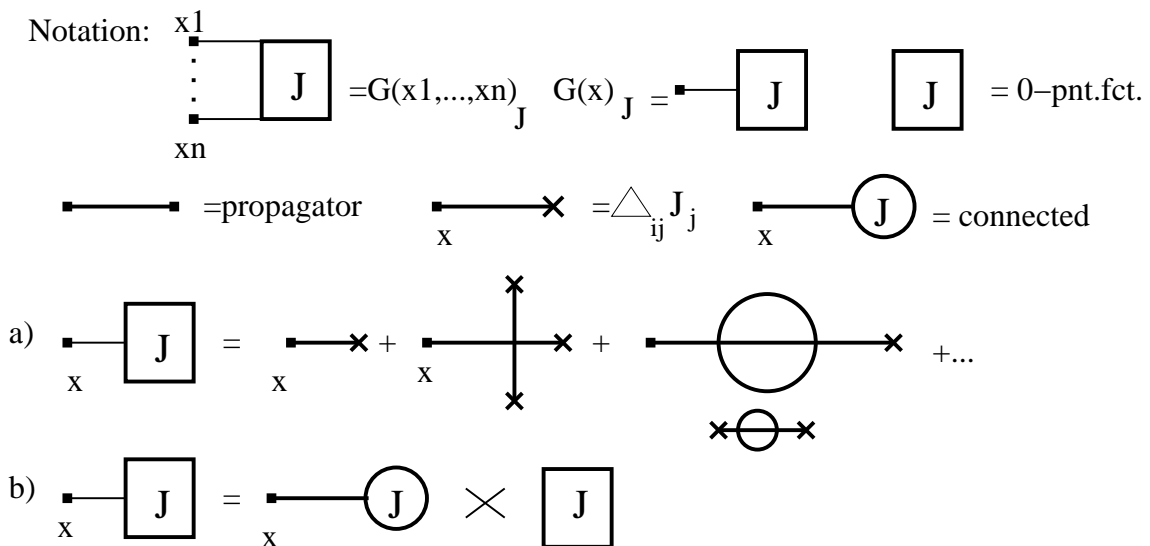 Notation: x1
J =G(x1,...,xn)J G(x)J = J J = 0–pnt.fct.
xn
=propagator =△ijJj J = connected
x x
a) J = + + +...
x x x
b) J = J × J
x x